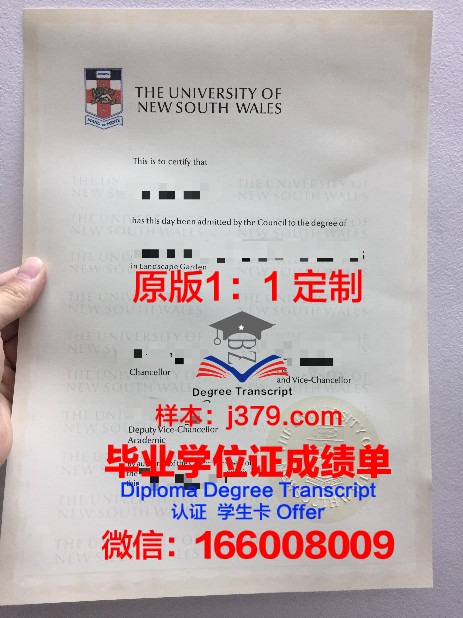 THE UNIVERSITY OF
NEW SOUTH WALES
This is to certify that
has this day been admitted by the Council to the degree of
in Landscape Garden
原版1：1定制
BZ
Chancellor
and Vice-Chancellor
Degree Transcript
样本：j379.com
Deputy Vice-Chancellor
Academic
毕业学位证成绩单
Diploma Degree Transcript
认证 学生卡 Offer
微信：166008009